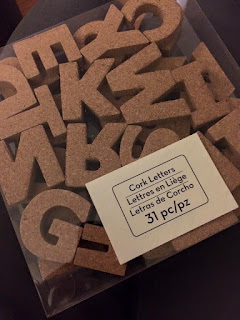 Cork Letters
Lettres en Liège
Letras de Corcho
31 pc/pz